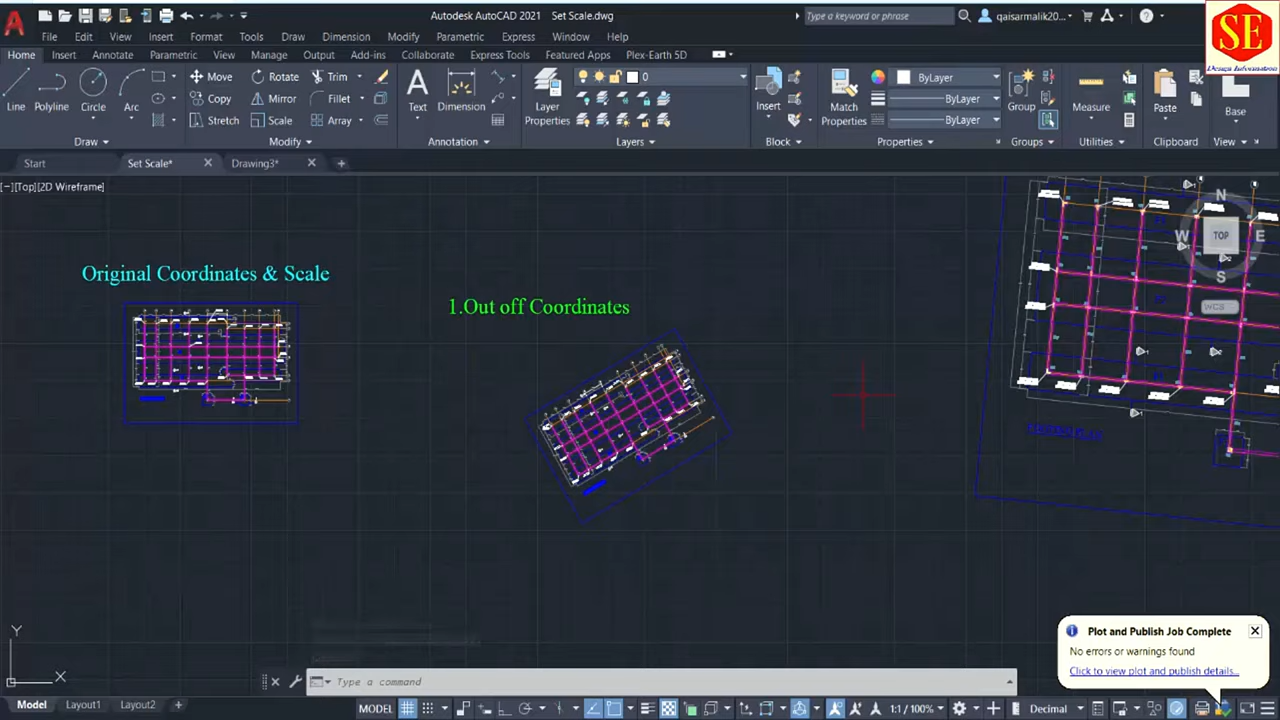 Autodesk AutoCAD 2021 Set Scale.dwg
Type a keyword or phrase
qaisarmalik20...
SE
Design Information
File Edit View Insert Format Tools Draw Dimension Modify Parametric Express Window Help
Home Insert Annotate Parametric View Manage Output Add-ins Collaborate Express Tools Featured Apps Plex-Earth 5D
Line Polyline Circle Arc
Move Rotate Trim
Copy Mirror Fillet
Stretch Scale Array
Text Dimension
Layer Properties
0
Insert
Match Properties
ByLayer
ByLayer
ByLayer
Group
Measure
Paste
Base
Draw Modify Annotation Layers Block Properties Groups Utilities Clipboard View
Start Set Scale* Drawing3*
[−][Top][2D Wireframe]
N
W TOP E
S
WCS
Original Coordinates & Scale
1.Out off Coordinates
Y
X
Plot and Publish Job Complete
No errors or warnings found
Click to view plot and publish details...
Type a command
Model Layout1 Layout2
MODEL
1:1 / 100%
Decimal